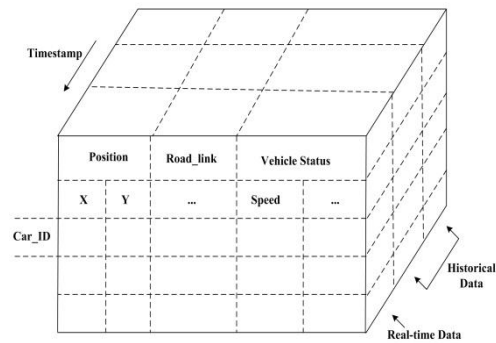 Timestamp
Position Road_link Vehicle Status
X Y ... Speed ...
Car_ID
Historical
Data
Real-time Data